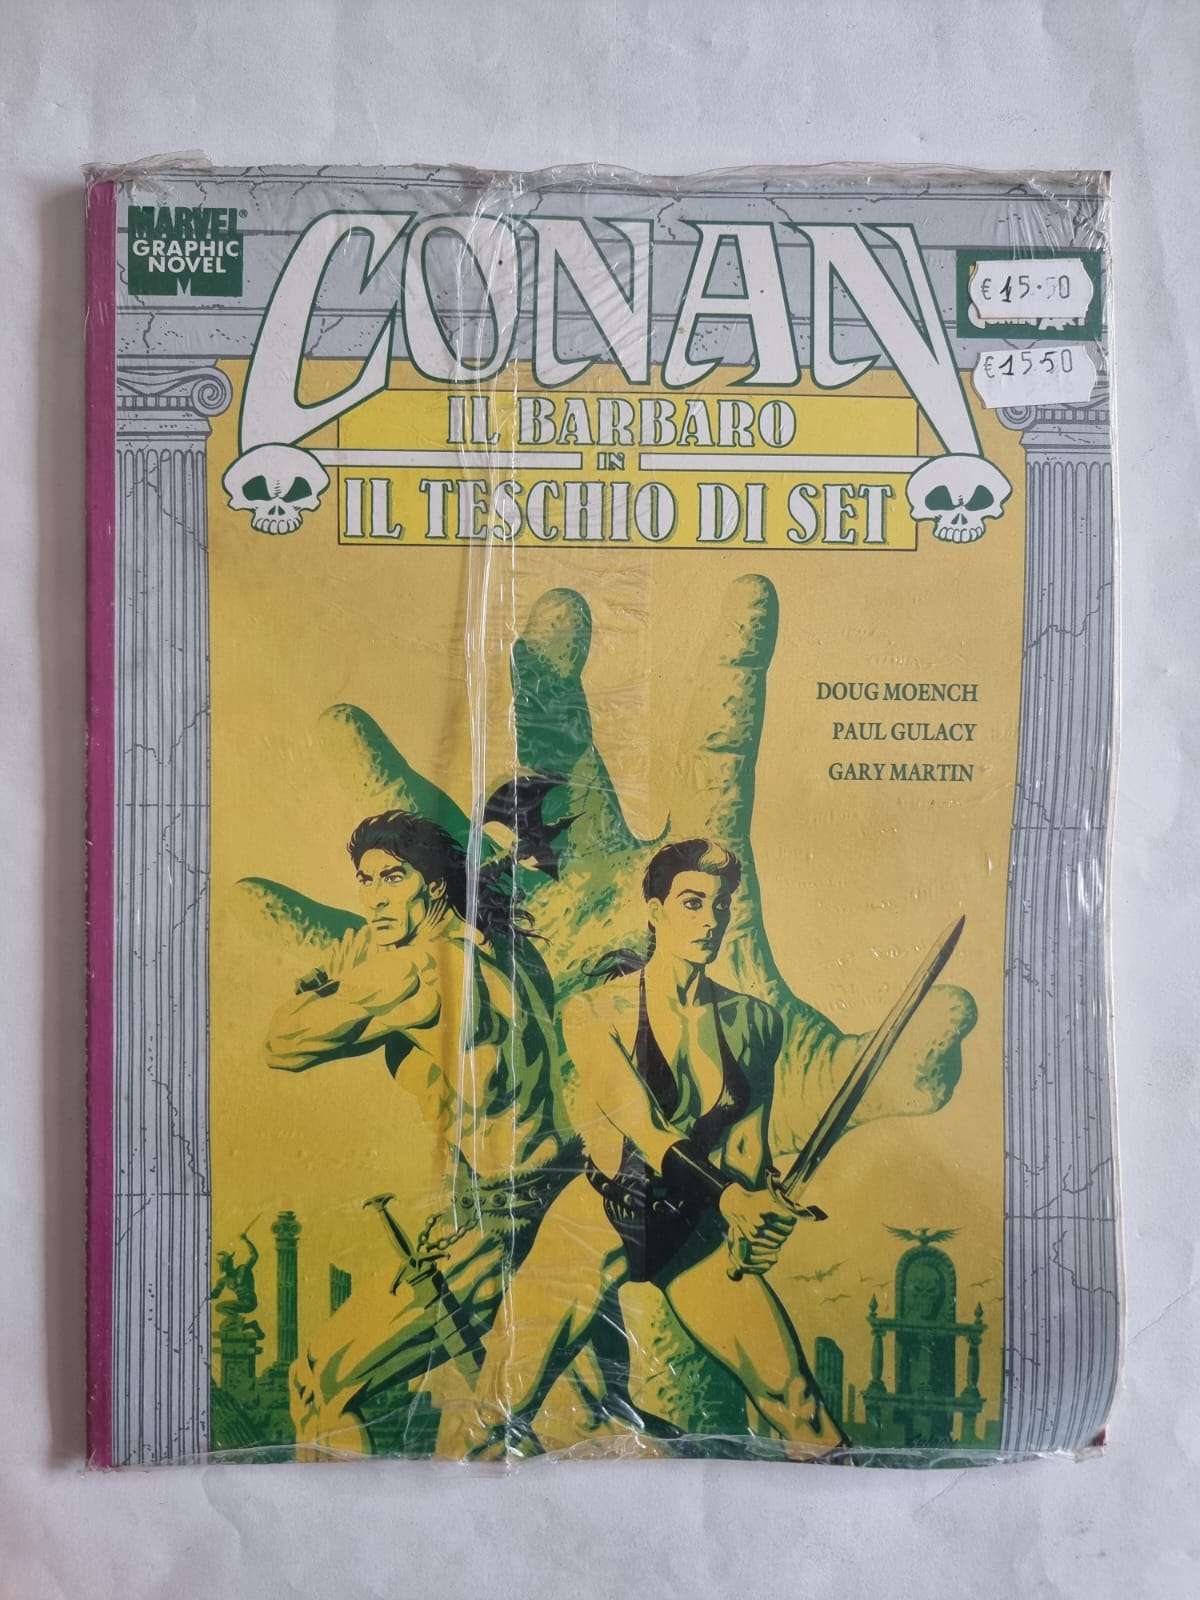 MARVEL®
GRAPHIC
NOVEL
M
CONAN
€15.50
€15.50
IL BARBARO
IN
IL TESCHIO DI SET
DOUG MOENCH
PAUL GULACY
GARY MARTIN